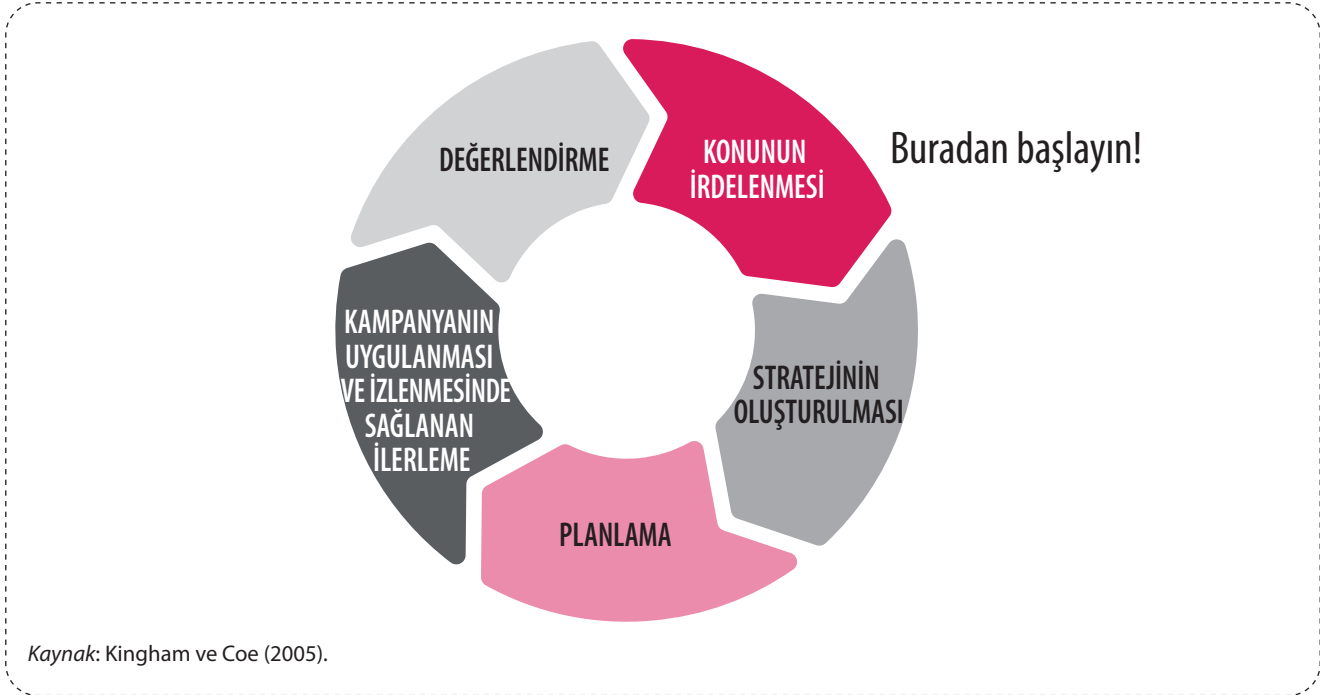 Buradan başlayın!
KONUNUN
İRDELENMESİ
STRATEJİNİN
OLUŞTURULMASI
PLANLAMA
KAMPANYANIN
UYGULANMASI
VE İZLENMESİNDE
SAĞLANAN
İLERLEME
DEĞERLENDİRME
Kaynak: Kingham ve Coe (2005).